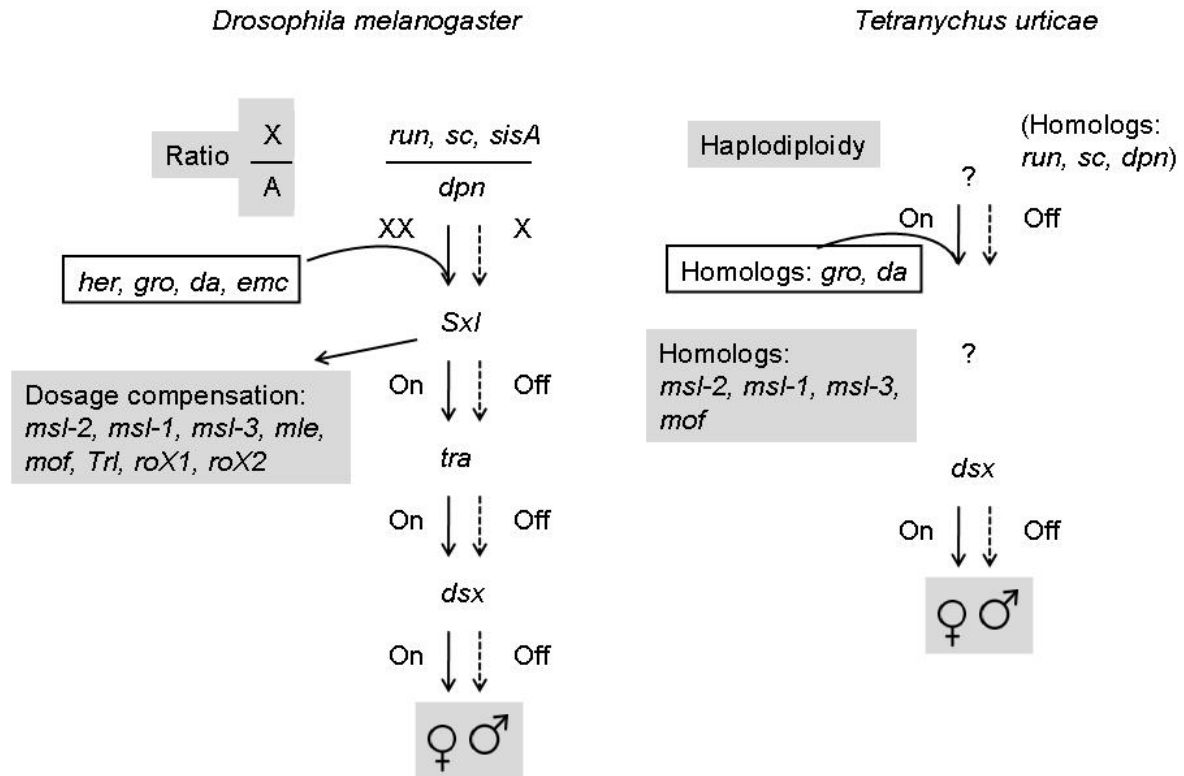 Drosophila melanogaster
Tetranychus urticae
Ratio
X
A
run, sc, sisA
dpn
XX
X
her, gro, da, emc
Sxl
On
Off
Dosage compensation:
msl-2, msl-1, msl-3, mle,
mof, Trl, roX1, roX2
tra
On
Off
dsx
On
Off
♀ ♂
Haplodiploidy
(Homologs:
run, sc, dpn)
?
On
Off
Homologs: gro, da
Homologs:
msl-2, msl-1, msl-3,
mof
?
dsx
On
Off
♀ ♂